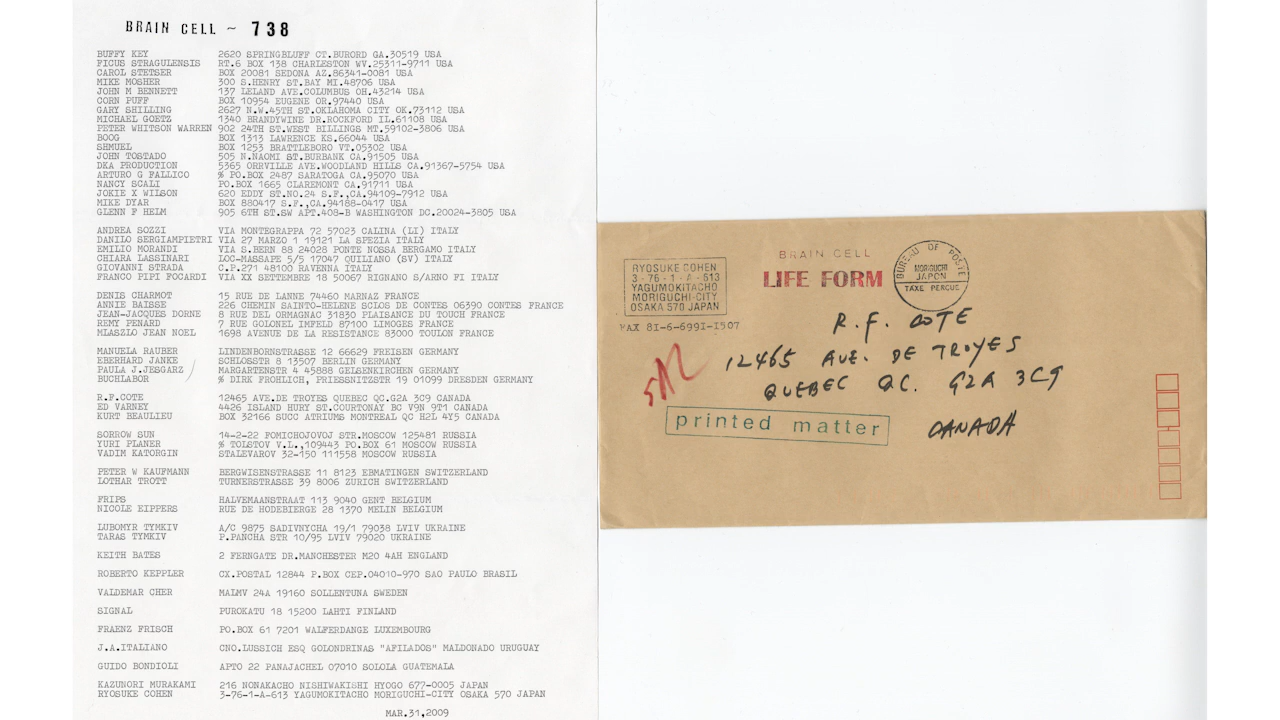 BRAIN CELL ~ 738
BUFFY KEY 2620 SPRINGBLUFF CT.BURORD GA.30519 USA
FICUS STRAGULENSIS RT.6 BOX 138 CHARLESTON WV.25311-9711 USA
CAROL STETSER BOX 20081 SEDONA AZ.86341-0081 USA
MIKE MOSHER 300 S.HENRY ST.BAY MI.48706 USA
JOHN M BENNETT 137 LELAND AVE.COLUMBUS OH.43214 USA
CORN PUFF BOX 10954 EUGENE OR.97440 USA
GARY SHILLING 2627 N.W.45TH ST.OKLAHOMA CITY OK.73112 USA
MICHAEL GOETZ 1340 BRANDYWINE DR.ROCKFORD IL.61108 USA
PETER WHITSON WARREN 902 24TH ST.WEST BILLINGS MT.59102-3806 USA
BOOG BOX 1313 LAWRENCE KS.66044 USA
SHMUEL BOX 1253 BRATTLEBORO VT.05302 USA
JOHN TOSTADO 505 N.NAOMI ST.BURBANK CA.91505 USA
DKA PRODUCTION 5365 ORRVILLE AVE.WOODLAND HILLS CA.91367-5754 USA
ARTURO G FALLICO % PO.BOX 2487 SARATOGA CA.95070 USA
NANCY SCALI PO.BOX 1665 CLAREMONT CA.91711 USA
JOKIE X WILSON 620 EDDY ST.NO.24 S.F.,CA.94109-7912 USA
MIKE DYAR BOX 880417 S.F.,CA.94188-0417 USA
GLENN F HELM 905 6TH ST.SW APT.408-B WASHINGTON DC.20024-3805 USA
ANDREA SOZZI VIA MONTEGRAPPA 72 57023 CALINA (LI) ITALY
DANILO SERGIAMPIETRI VIA 27 MARZO 1 19121 LA SPEZIA ITALY
EMILIO MORANDI VIA S.BERN 88 24028 PONTE NOSSA BERGAMO ITALY
CHIARA LASSINARI LOC-MASSAPE 5/5 17047 QUILIANO (SV) ITALY
GIOVANNI STRADA C.P.271 48100 RAVENNA ITALY
FRANCO PIPI FOCARDI VIA XX SETTEMBRE 18 50067 RIGNANO S/ARNO FI ITALY
DENIS CHARMOT 15 RUE DE LANNE 74460 MARNAZ FRANCE
ANNIE BAISSE 226 CHEMIN SAINTO-HELENE SCLOS DE CONTES 06390 CONTES FRANCE
JEAN-JACQUES DORNE 8 RUE DEL ORMAGNAC 31830 PLAISANCE DU TOUCH FRANCE
REMY PENARD 7 RUE GOLONEL IMFELD 87100 LIMOGES FRANCE
MLASZLIO JEAN NOEL 1698 AVENUE DE LA RESISTANCE 83000 TOULON FRANCE
MANUELA RAUBER LINDENBORNSTRASSE 12 66629 FREISEN GERMANY
EBERHARD JANKE SCHLOSSTR 8 13507 BERLIN GERMANY
PAULA J.JESGARZ MARGARTENSTR 4 45888 GELSENKIRCHEN GERMANY
BUCHLABOR % DIRK FROHLICH, PRIESSNITZSTR 19 01099 DRESDEN GERMANY
R.F.COTE 12465 AVE.DE TROYES QUEBEC QC.G2A 3C9 CANADA
ED VARNEY 4426 ISLAND HURY ST.COURTONAY BC V9N 9T1 CANADA
KURT BEAULIEU BOX 32166 SUCC ATRIUMS MONTREAL QC H2L 4Y5 CANADA
SORROW SUN 14-2-22 FOMICHOJOVOJ STR.MOSCOW 125481 RUSSIA
YURI PLANER % TOLSTOV V.L.,109443 PO.BOX 61 MOSCOW RUSSIA
VADIM KATORGIN STALEVAROV 32-150 111558 MOSCOW RUSSIA
PETER W KAUFMANN BERGWISENSTRASSE 11 8123 EBMATINGEN SWITZERLAND
LOTHAR TROTT TURNERSTRASSE 39 8006 ZURICH SWITZERLAND
FRIPS HALVEMAANSTRAAT 113 9040 GENT BELGIUM
NICOLE EIPPERS RUE DE HODEBIERGE 28 1370 MELIN BELGIUM
LUBOMYR TYMKIV A/C 9875 SADIVNYCHA 19/1 79038 LVIV UKRAINE
TARAS TYMKIV P.PANCHA STR 10/95 LVIV 79020 UKRAINE
KEITH BATES 2 FERNGATE DR.MANCHESTER M20 4AH ENGLAND
ROBERTO KEPPLER CX.POSTAL 12844 P.BOX CEP.04010-970 SAO PAULO BRASIL
VALDEMAR CHER MALMV 24A 19160 SOLLENTUNA SWEDEN
SIGNAL PUROKATU 18 15200 LAHTI FINLAND
FRAENZ FRISCH PO.BOX 61 7201 WALFERDANGE LUXEMBOURG
J.A.ITALIANO CNO.LUSSICH ESQ GOLONDRINAS "AFILADOS" MALDONADO URUGUAY
GUIDO BONDIOLI APTO 22 PANAJACHEL 07010 SOLOLA GUATEMALA
KAZUNORI MURAKAMI 216 NONAKACHO NISHIWAKISHI HYOGO 677-0005 JAPAN
RYOSUKE COHEN 3-76-1-A-613 YAGUMOKITACHO MORIGUCHI-CITY OSAKA 570 JAPAN
MAR.31,2009
RYOSUKE COHEN
3-76-1-A-613
YAGUMOKITACHO
MORIGUCHI-CITY
OSAKA 570 JAPAN
FAX 81-6-6991-1507
BRAIN CELL
LIFE FORM
BUREAU OF POSTE
MORIGUCHI
JAPON
TAXE PERCUE
R.F. COTE
12465 AVE. DE TROYES
QUEBEC QC. G2A 3C9
CANADA
printed matter